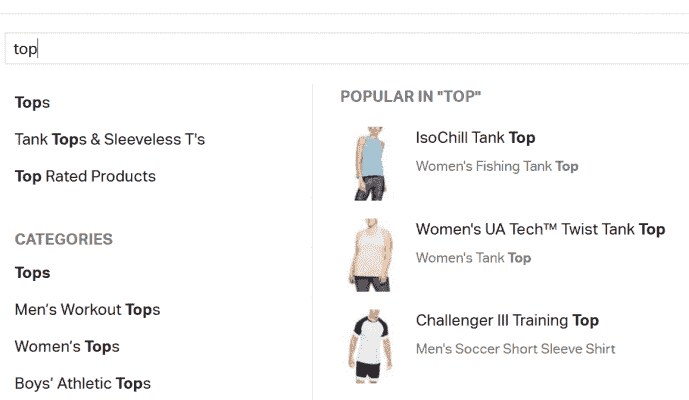 top
Tops
Tank Tops & Sleeveless T's
Top Rated Products
CATEGORIES
Tops
Men's Workout Tops
Women's Tops
Boys' Athletic Tops
POPULAR IN "TOP"
IsoChill Tank Top
Women's Fishing Tank Top
Women's UA Tech™ Twist Tank Top
Women's Tank Top
Challenger III Training Top
Men's Soccer Short Sleeve Shirt